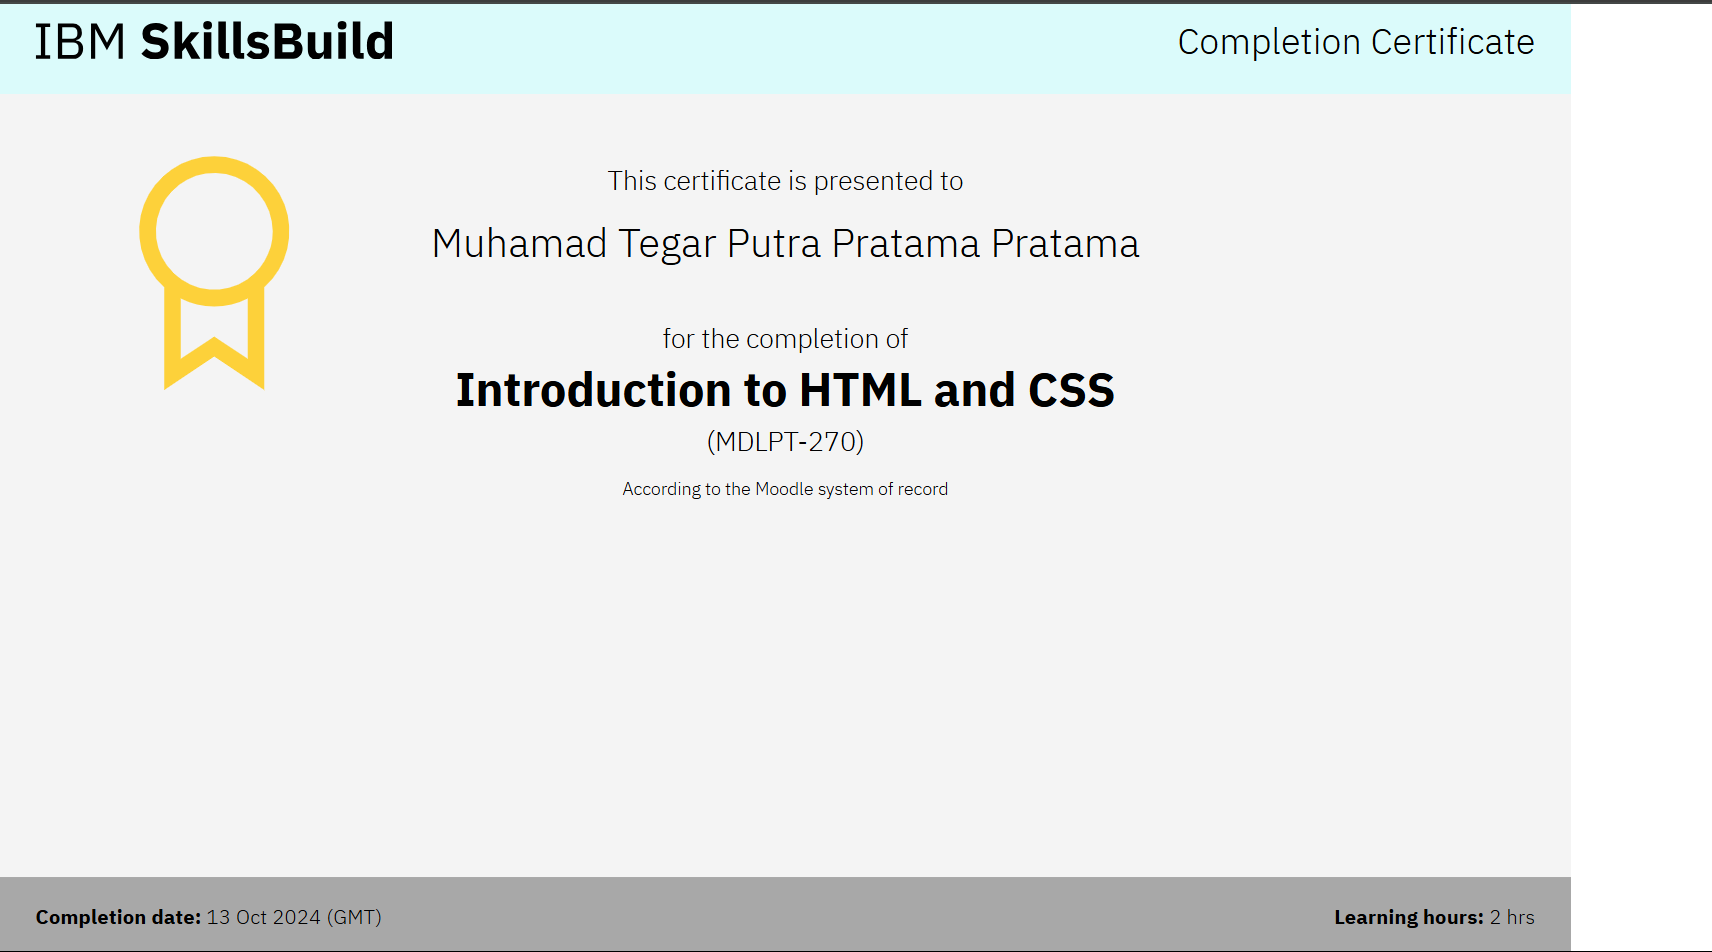 IBM SkillsBuild
Completion Certificate
This certificate is presented to
Muhamad Tegar Putra Pratama Pratama
for the completion of
Introduction to HTML and CSS
(MDLPT-270)
According to the Moodle system of record
Completion date: 13 Oct 2024 (GMT)
Learning hours: 2 hrs